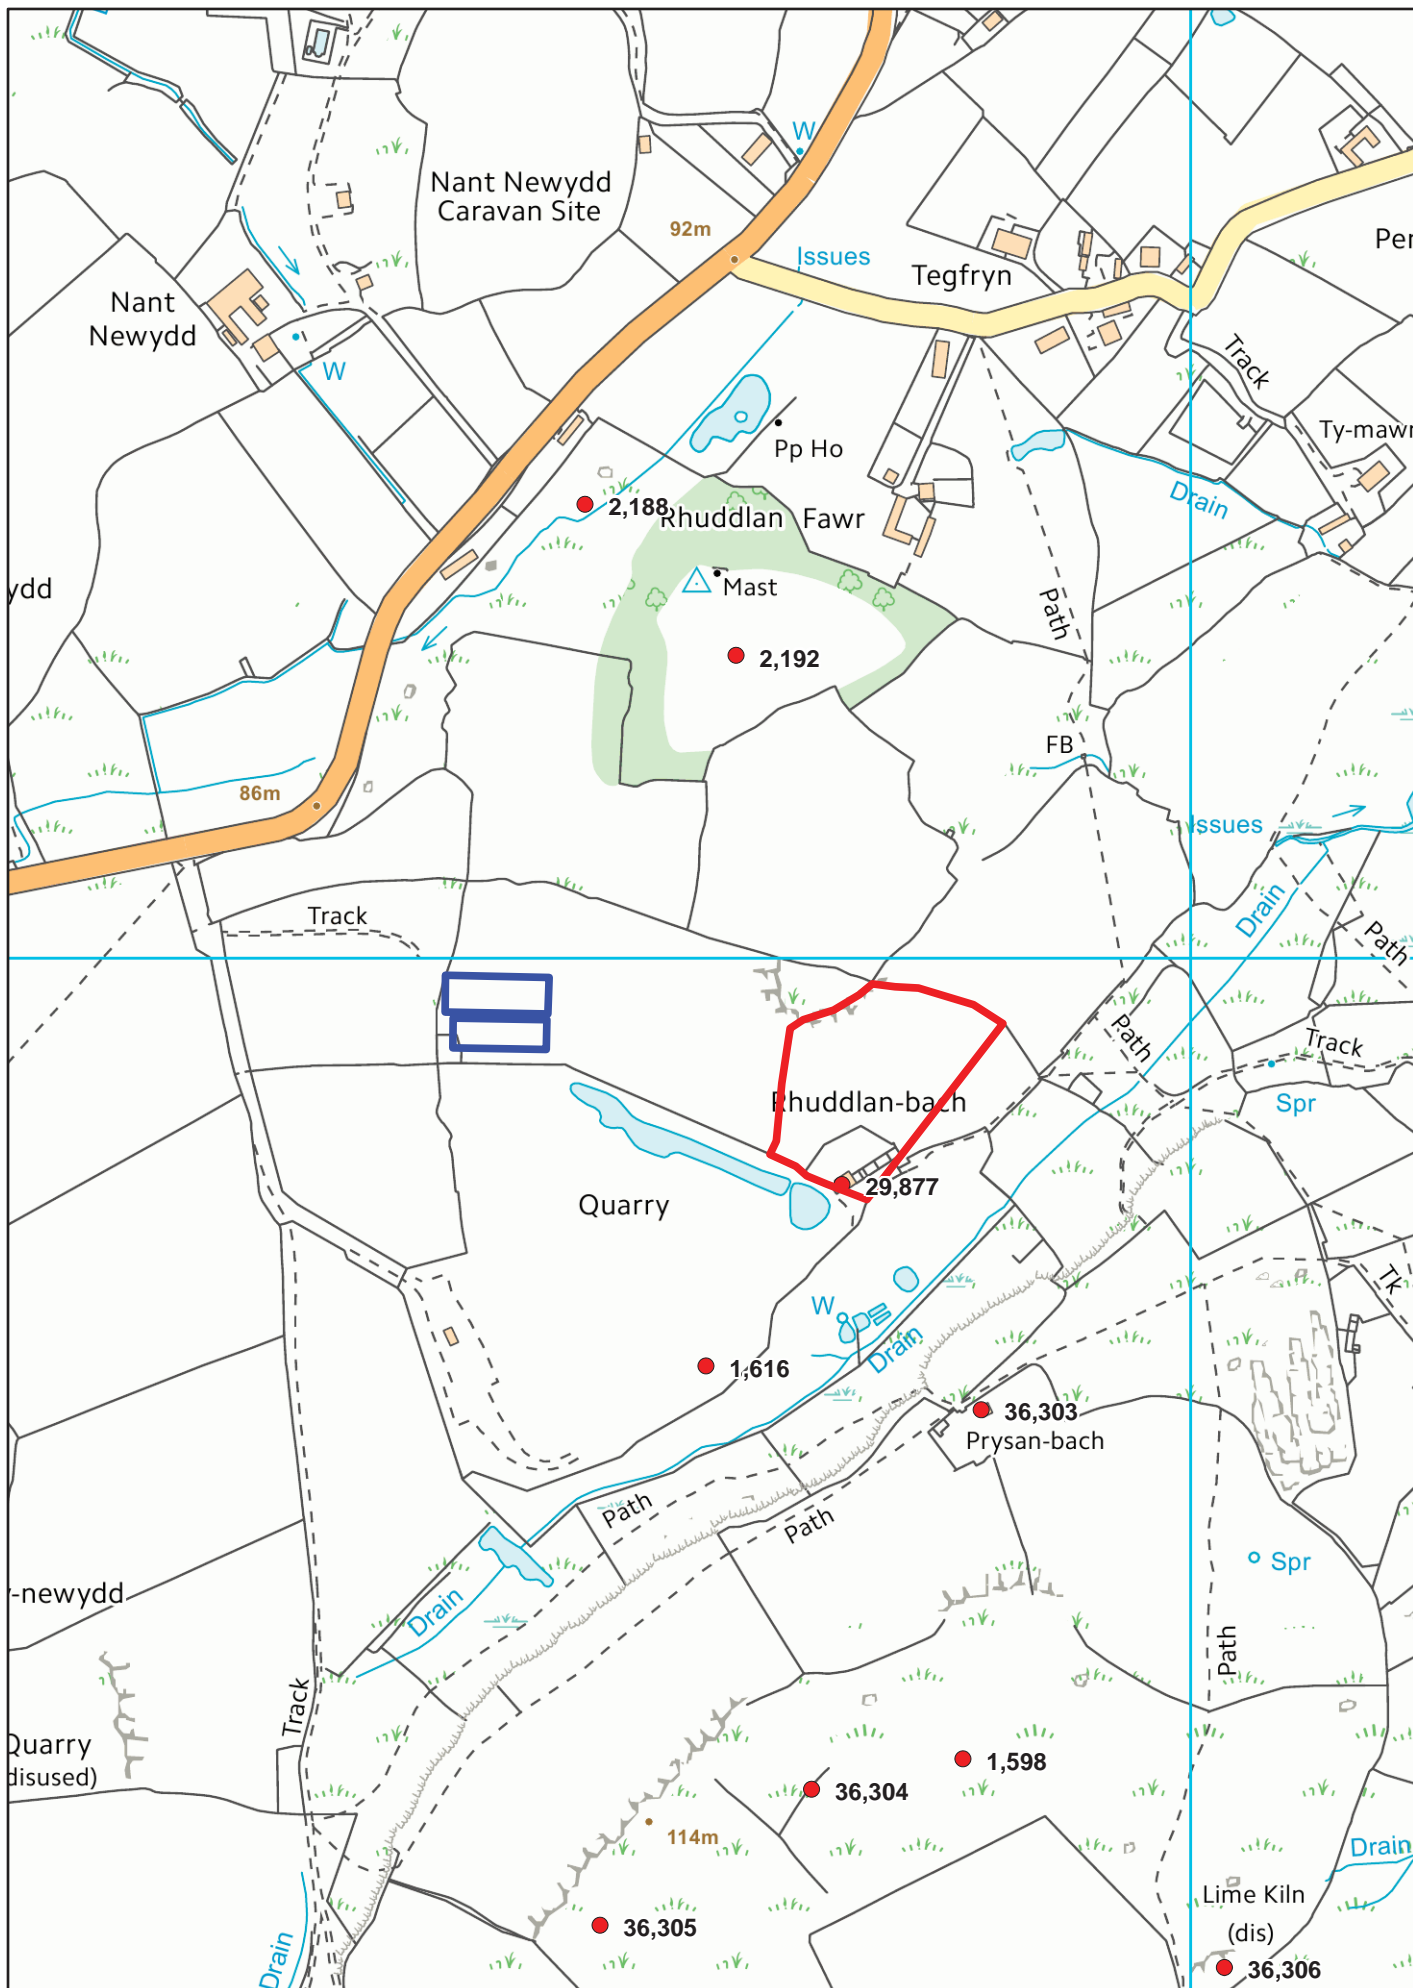 W
Nant Newydd
Caravan Site
92m
Issues
Tegfryn
Per
Nant
Newydd
W
Track
Pp Ho
Ty-mawr
Drain
2,188
Rhuddlan Fawr
ydd
Mast
Path
2,192
FB
86m
Issues
Drain
Track
Path
Path
Track
Rhuddlan-bach
Spr
29,877
Quarry
Tk
W
Drain
1,616
36,303
Prysan-bach
Path
Path
Spr
-newydd
Drain
Path
Track
Quarry
disused)
1,598
36,304
114m
Drain
Lime Kiln
(dis)
36,305
Drain
36,306